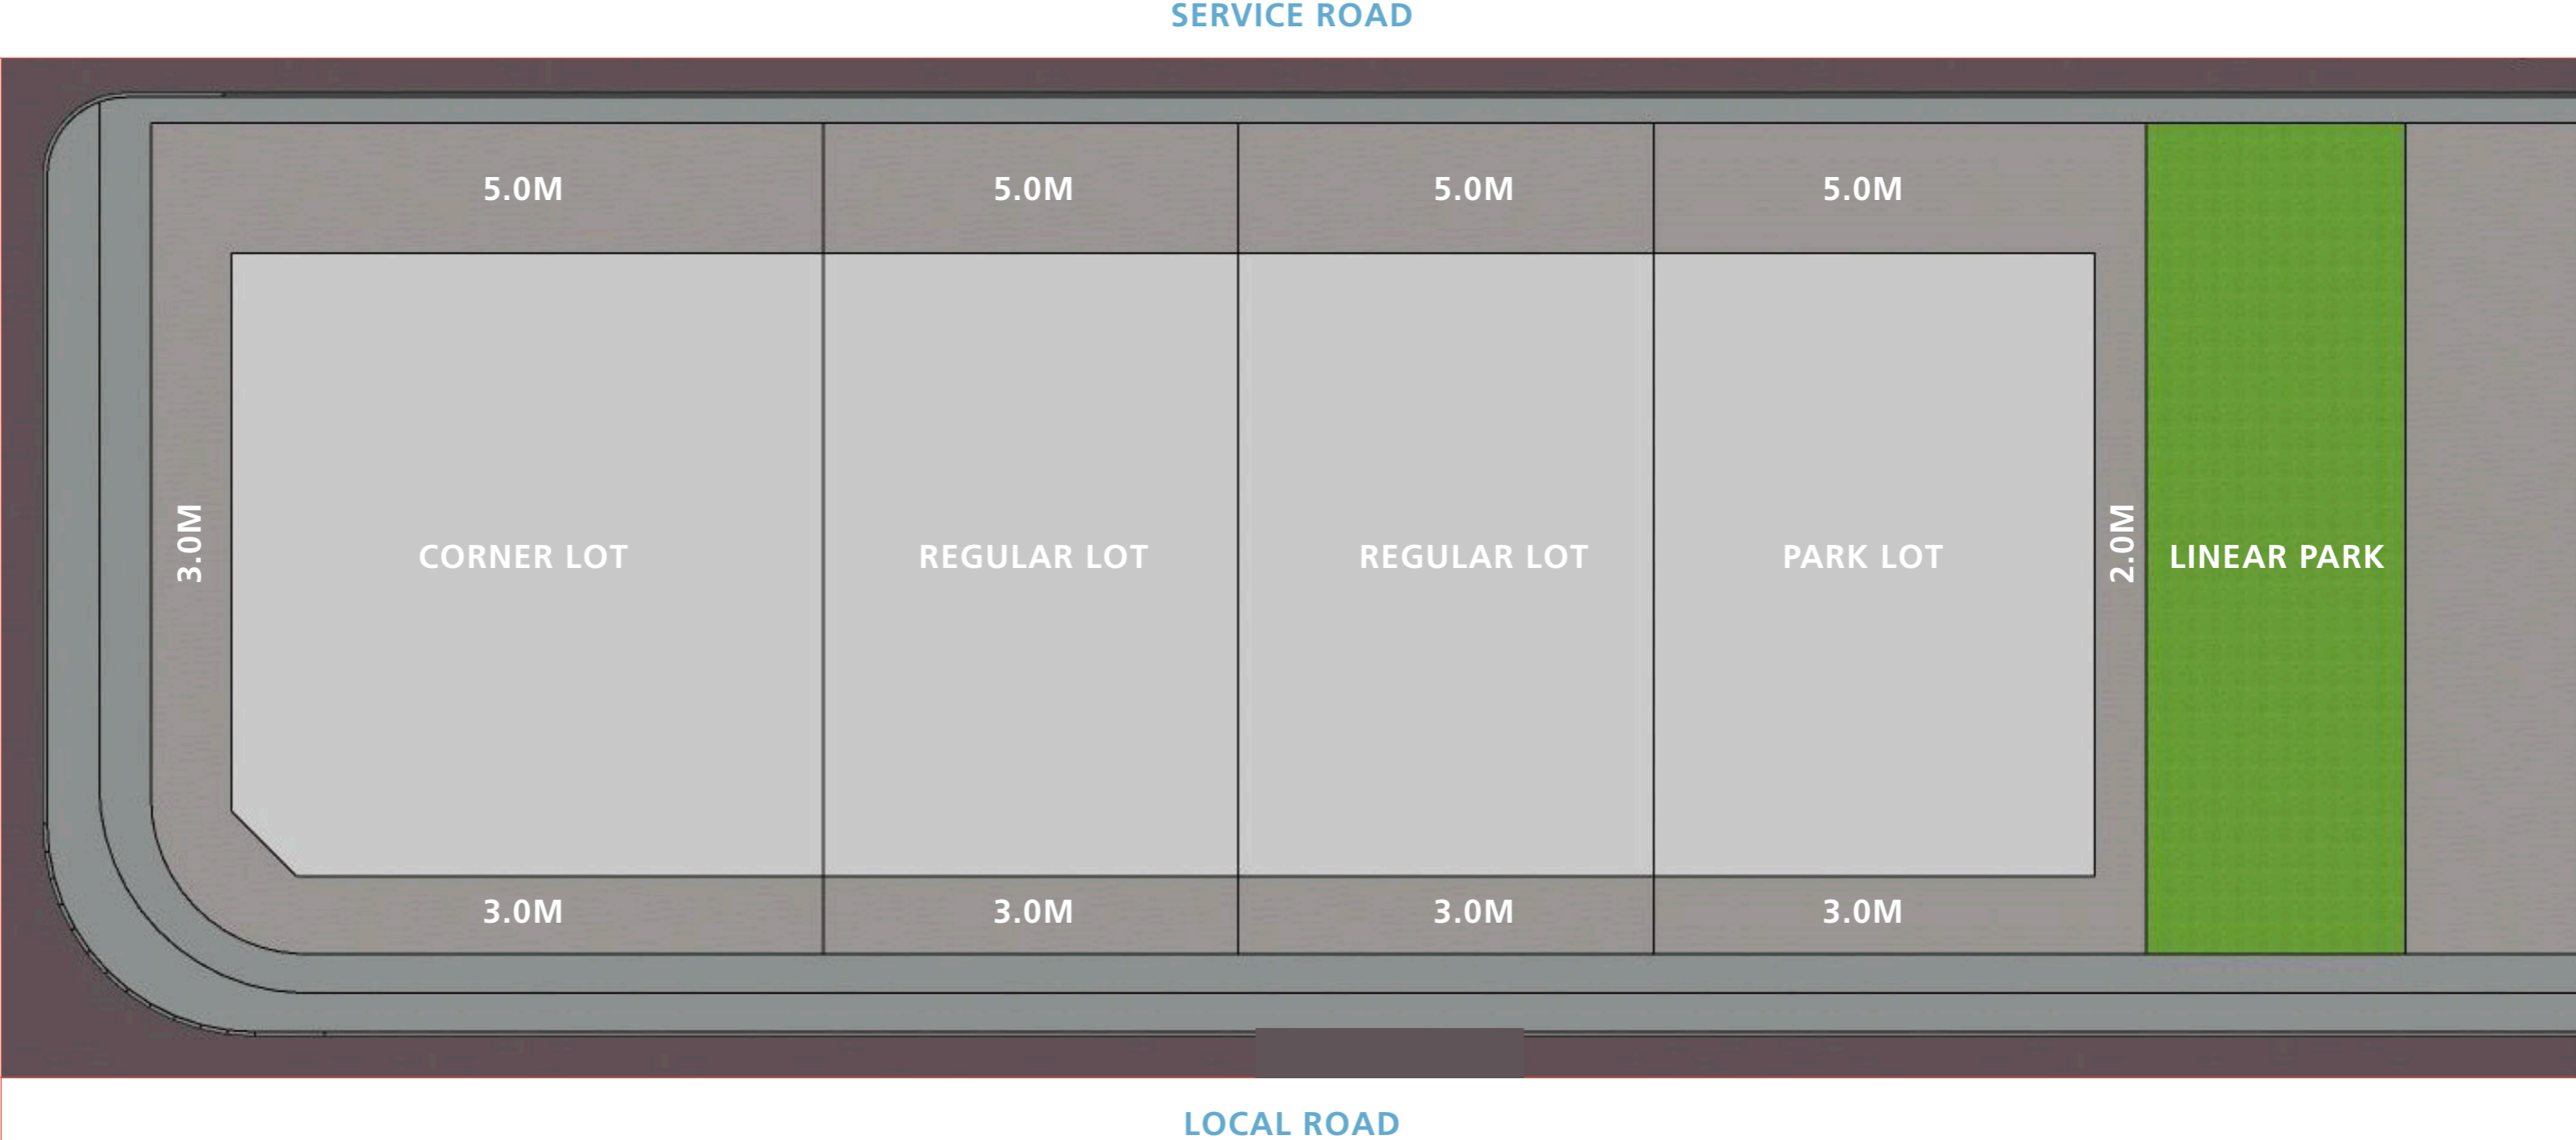 SERVICE ROAD
5.0M
5.0M
5.0M
5.0M
3.0M
CORNER LOT
REGULAR LOT
REGULAR LOT
PARK LOT
2.0M
LINEAR PARK
3.0M
3.0M
3.0M
3.0M
LOCAL ROAD